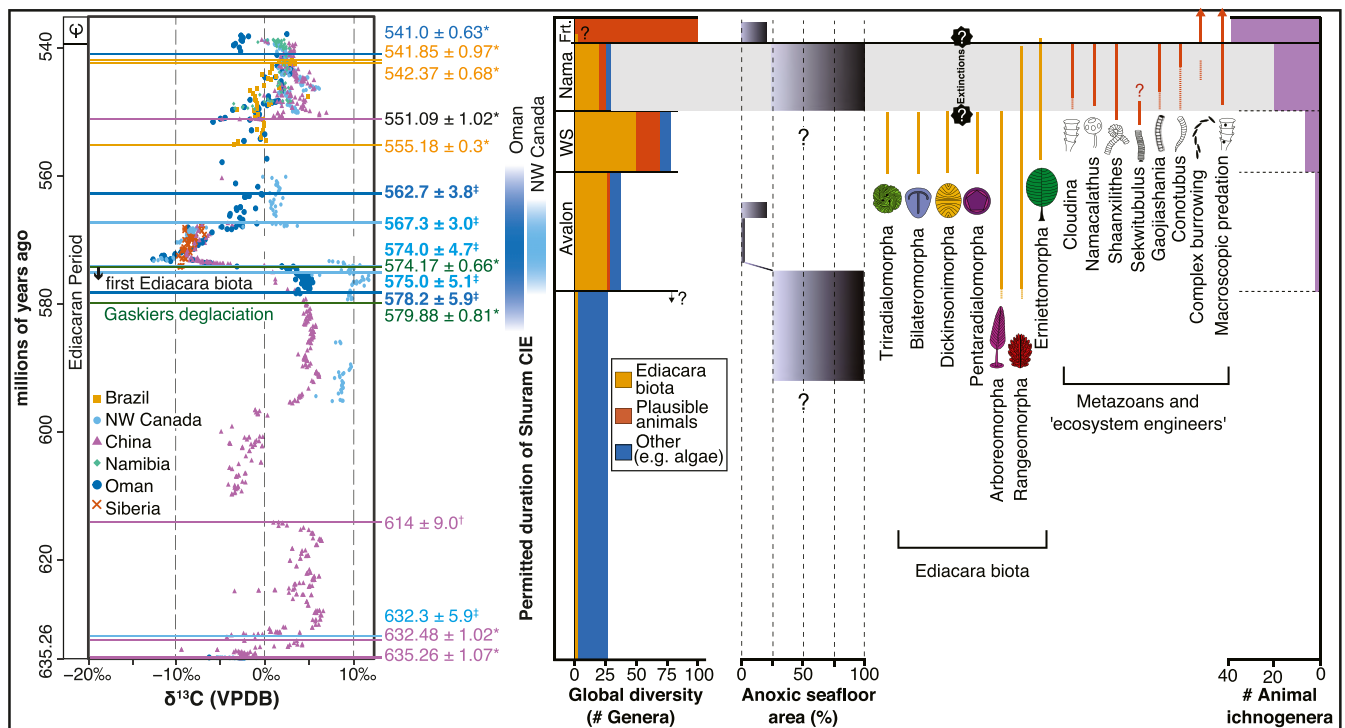 Ꞓ
540
560
580
600
620
635.26
millions of years ago
Ediacaran Period
first Ediacara biota
Gaskiers deglaciation
Brazil
NW Canada
China
Namibia
Oman
Siberia
−20‰
−10%
0%
10%
δ¹³C (VPDB)
541.0 ± 0.63*
541.85 ± 0.97*
542.37 ± 0.68*
551.09 ± 1.02*
555.18 ± 0.3*
562.7 ± 3.8‡
567.3 ± 3.0‡
574.0 ± 4.7‡
574.17 ± 0.66*
575.0 ± 5.1‡
578.2 ± 5.9‡
579.88 ± 0.81*
614 ± 9.0†
632.3 ± 5.9‡
632.48 ± 1.02*
635.26 ± 1.07*
Oman
NW Canada
Permitted duration of Shuram CIE
Frt.
Nama
WS
Avalon
?
?
Ediacara
biota
Plausible
animals
Other
(e.g. algae)
0 25 50 75 100
Global diversity
(# Genera)
?
?
0 25 50 75 100
Anoxic seafloor
area (%)
?
Extinctions
?
Triradialomorpha
Bilateromorpha
Dickinsonimorpha
Pentaradialomorpha
Arboreomorpha
Rangeomorpha
Erniettomorpha
Ediacara biota
?
Cloudina
Namacalathus
Shaanxilithes
Sekwitubulus
Gaojiashania
Conotubus
Complex burrowing
Macroscopic predation
Metazoans and
'ecosystem engineers'
40 20 0
# Animal
ichnogenera